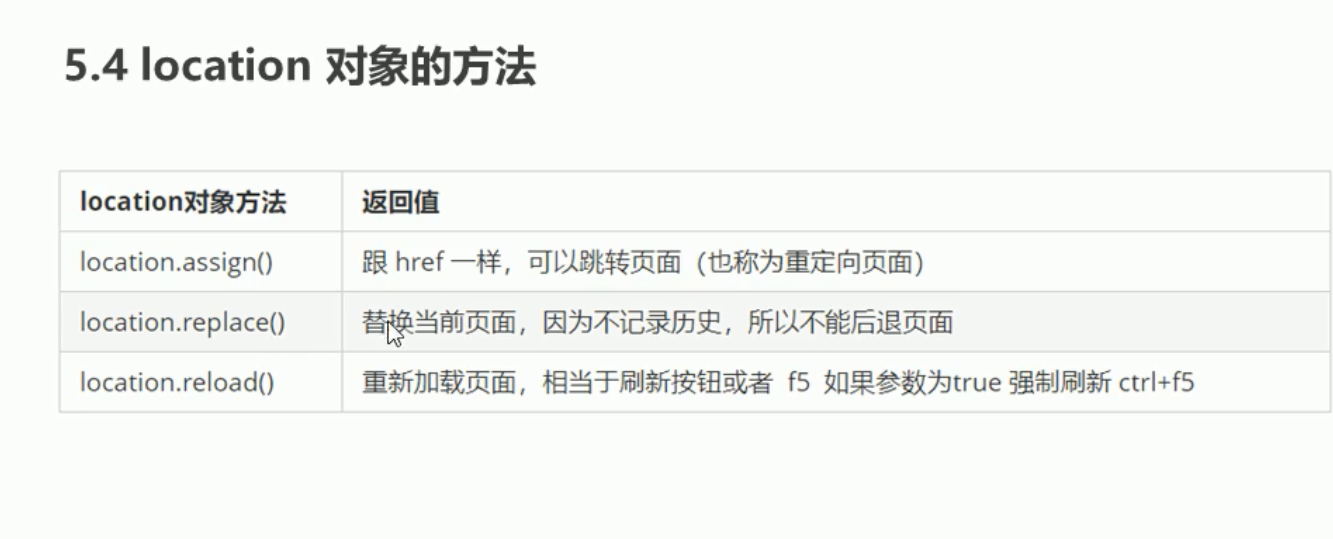 5.4 location 对象的方法
location对象方法 返回值
location.assign() 跟 href 一样，可以跳转页面（也称为重定向页面）
location.replace() 替换当前页面，因为不记录历史，所以不能后退页面
location.reload() 重新加载页面，相当于刷新按钮或者 f5 如果参数为true 强制刷新 ctrl+f5